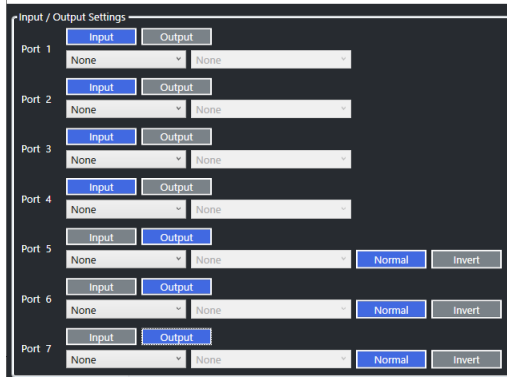 Input / Output Settings
Input Output
Port 1
None None
Input Output
Port 2
None None
Input Output
Port 3
None None
Input Output
Port 4
None None
Input Output
Port 5
None None Normal Invert
Input Output
Port 6
None None Normal Invert
Input Output
Port 7
None None Normal Invert